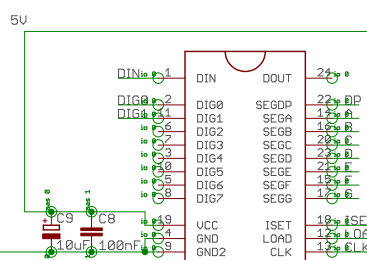 5V
DIN 1 DIN DOUT 24
DIG0 2 DIG0 SEGDP 22 DP
DIG1 11 DIG1 SEGA
6 DIG2 SEGB
7 DIG3 SEGC 20
3 DIG4 SEGD 23
10 DIG5 SEGE 21
5 DIG6 SEGF 15
8 DIG7 SEGG 17
C9 C8 19 VCC ISET 18 ISE
10uF 100nF 4 GND LOAD 12
9 GND2 CLK 13 CLK